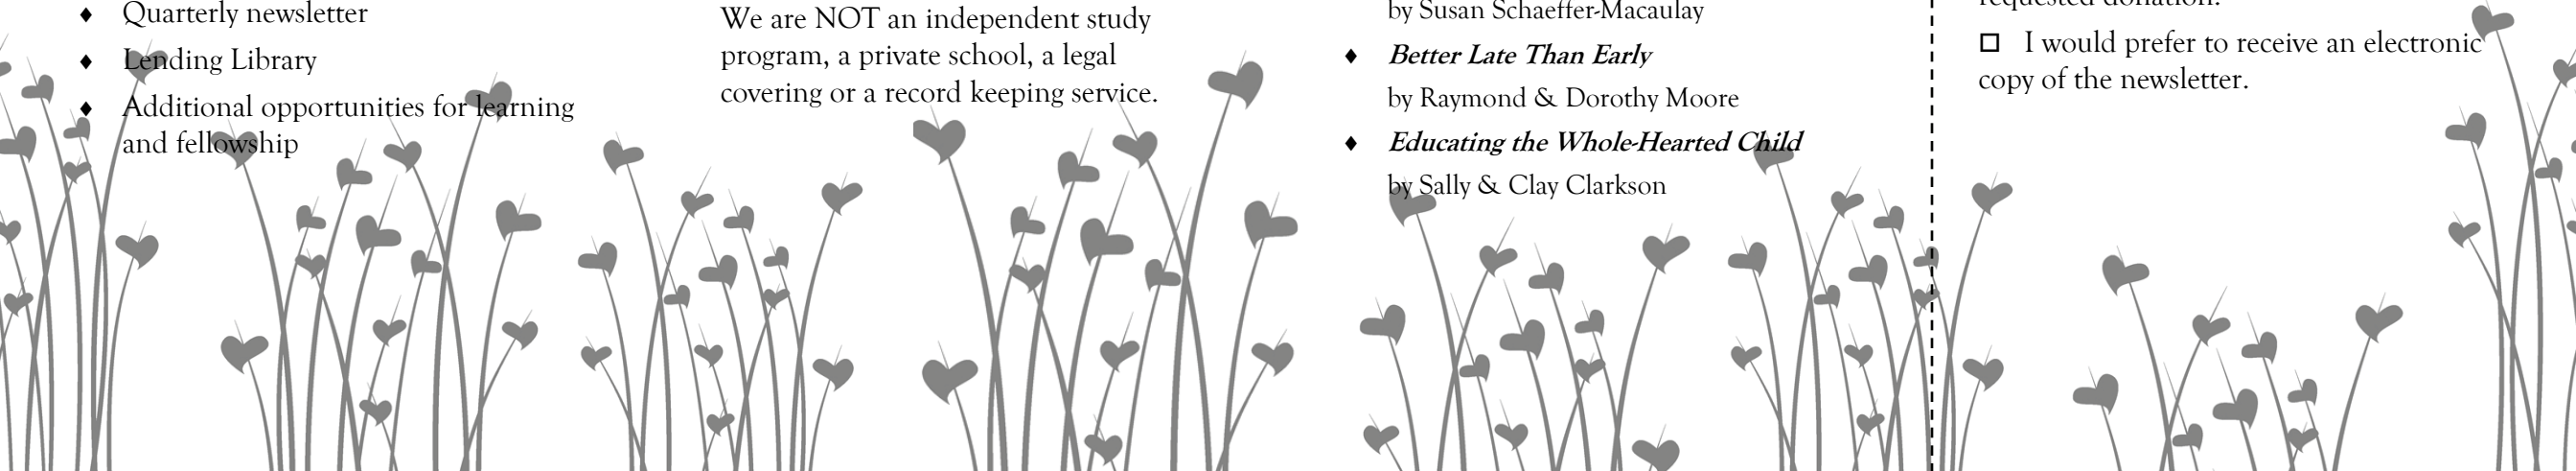 ♦ Quarterly newsletter
♦ Lending Library
♦ Additional opportunities for learning
and fellowship
We are NOT an independent study
program, a private school, a legal
covering or a record keeping service.
by Susan Schaeffer-Macaulay
♦ Better Late Than Early
by Raymond & Dorothy Moore
♦ Educating the Whole-Hearted Child
by Sally & Clay Clarkson
requested donation.
☐ I would prefer to receive an electronic
copy of the newsletter.